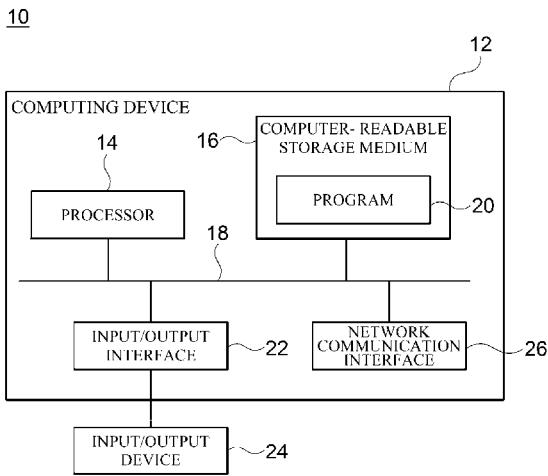 10
12
COMPUTING DEVICE
14
16
COMPUTER- READABLE
STORAGE MEDIUM
PROCESSOR
PROGRAM
20
18
INPUT/OUTPUT
INTERFACE
22
NETWORK
COMMUNICATION
INTERFACE
26
INPUT/OUTPUT
DEVICE
24